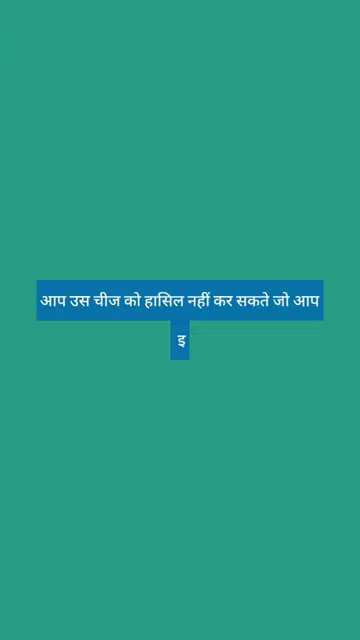 आप उस चीज को हासिल नहीं कर सकते जो आप
इ